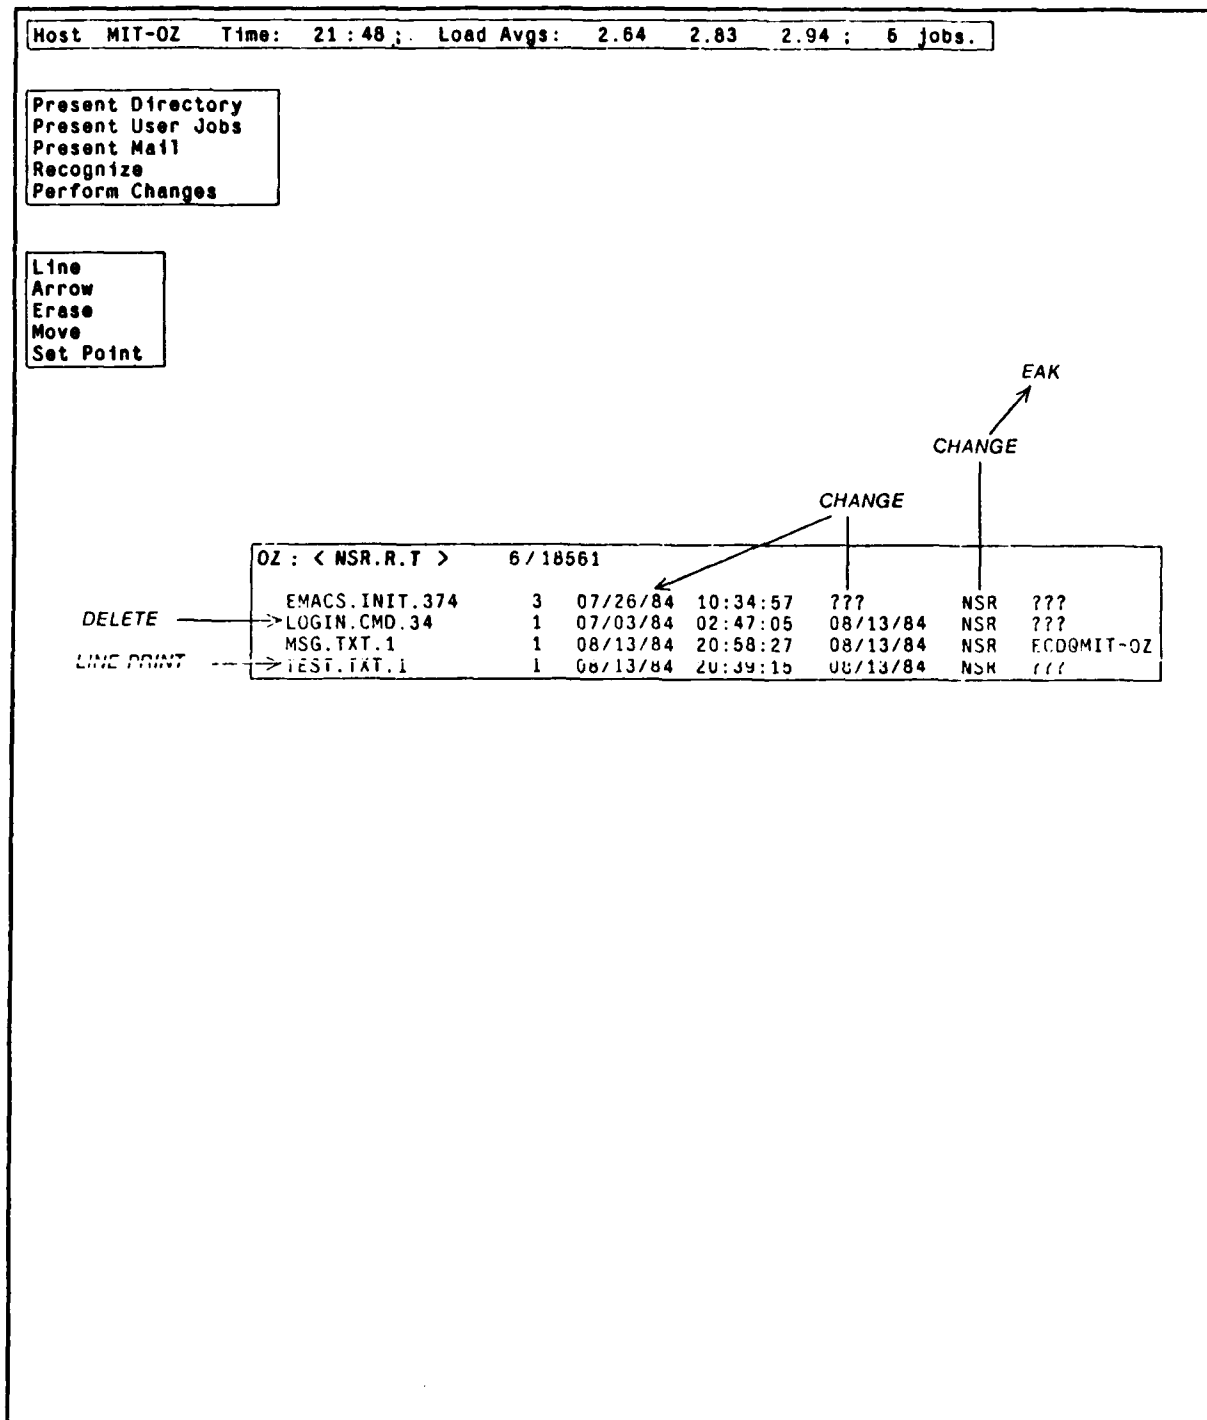 Host MIT-OZ Time: 21:48; Load Avgs: 2.64 2.83 2.94; 5 jobs.
Present Directory
Present User Jobs
Present Mail
Recognize
Perform Changes
Line
Arrow
Erase
Move
Set Point
EAK
CHANGE
CHANGE
OZ: < NSR.R.T > 6/18561
EMACS.INIT.374 3 07/26/84 10:34:57 ??? NSR ???
DELETE LOGIN.CMD.34 1 07/03/84 02:47:05 08/13/84 NSR ???
MSG.TXT.1 1 08/13/84 20:58:27 08/13/84 NSR ECD@MIT-OZ
LINE PRINT TEST.TXT.1 1 08/13/84 20:39:15 08/13/84 NSR ???